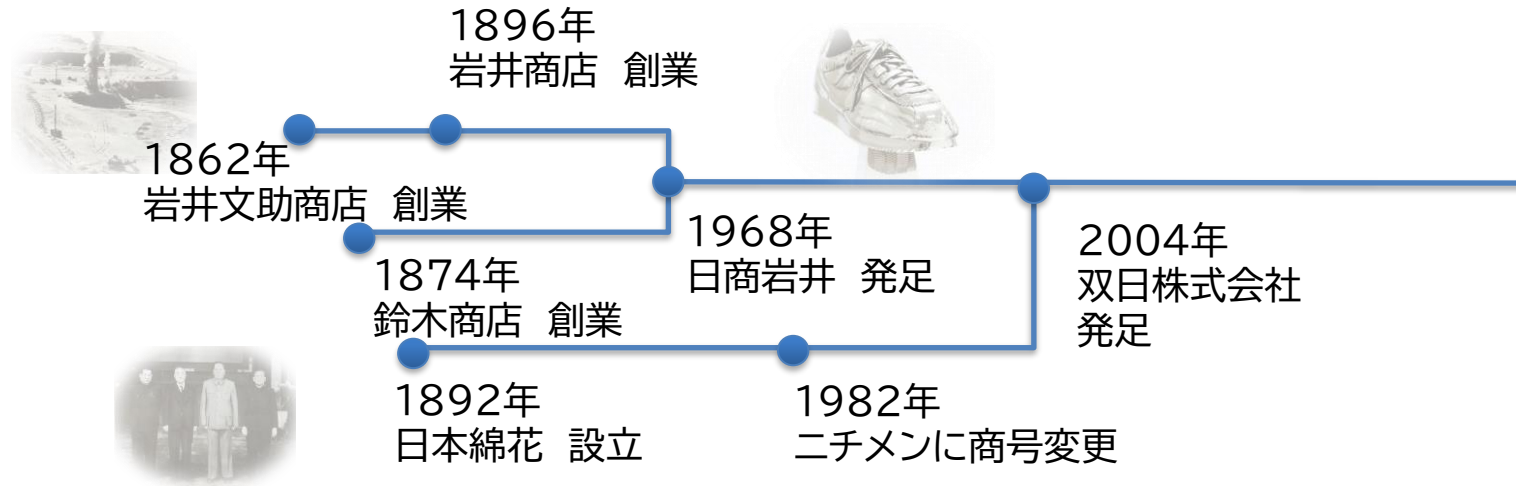 1896年
岩井商店 創業
1862年
岩井文助商店 創業
1968年
日商岩井 発足
2004年
双日株式会社
発足
1874年
鈴木商店 創業
1892年
日本綿花 設立
1982年
ニチメンに商号変更